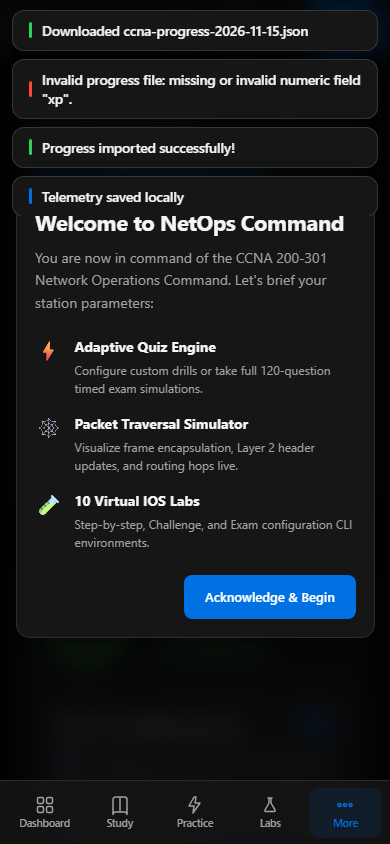 Downloaded ccna-progress-2026-11-15.json
Invalid progress file: missing or invalid numeric field
"xp".
Progress imported successfully!
Telemetry saved locally
Welcome to NetOps Command
You are now in command of the CCNA 200-301
Network Operations Command. Let's brief your
station parameters:
Adaptive Quiz Engine
Configure custom drills or take full 120-question
timed exam simulations.
Packet Traversal Simulator
Visualize frame encapsulation, Layer 2 header
updates, and routing hops live.
10 Virtual IOS Labs
Step-by-step, Challenge, and Exam configuration CLI
environments.
Acknowledge & Begin
Dashboard Study Practice Labs More